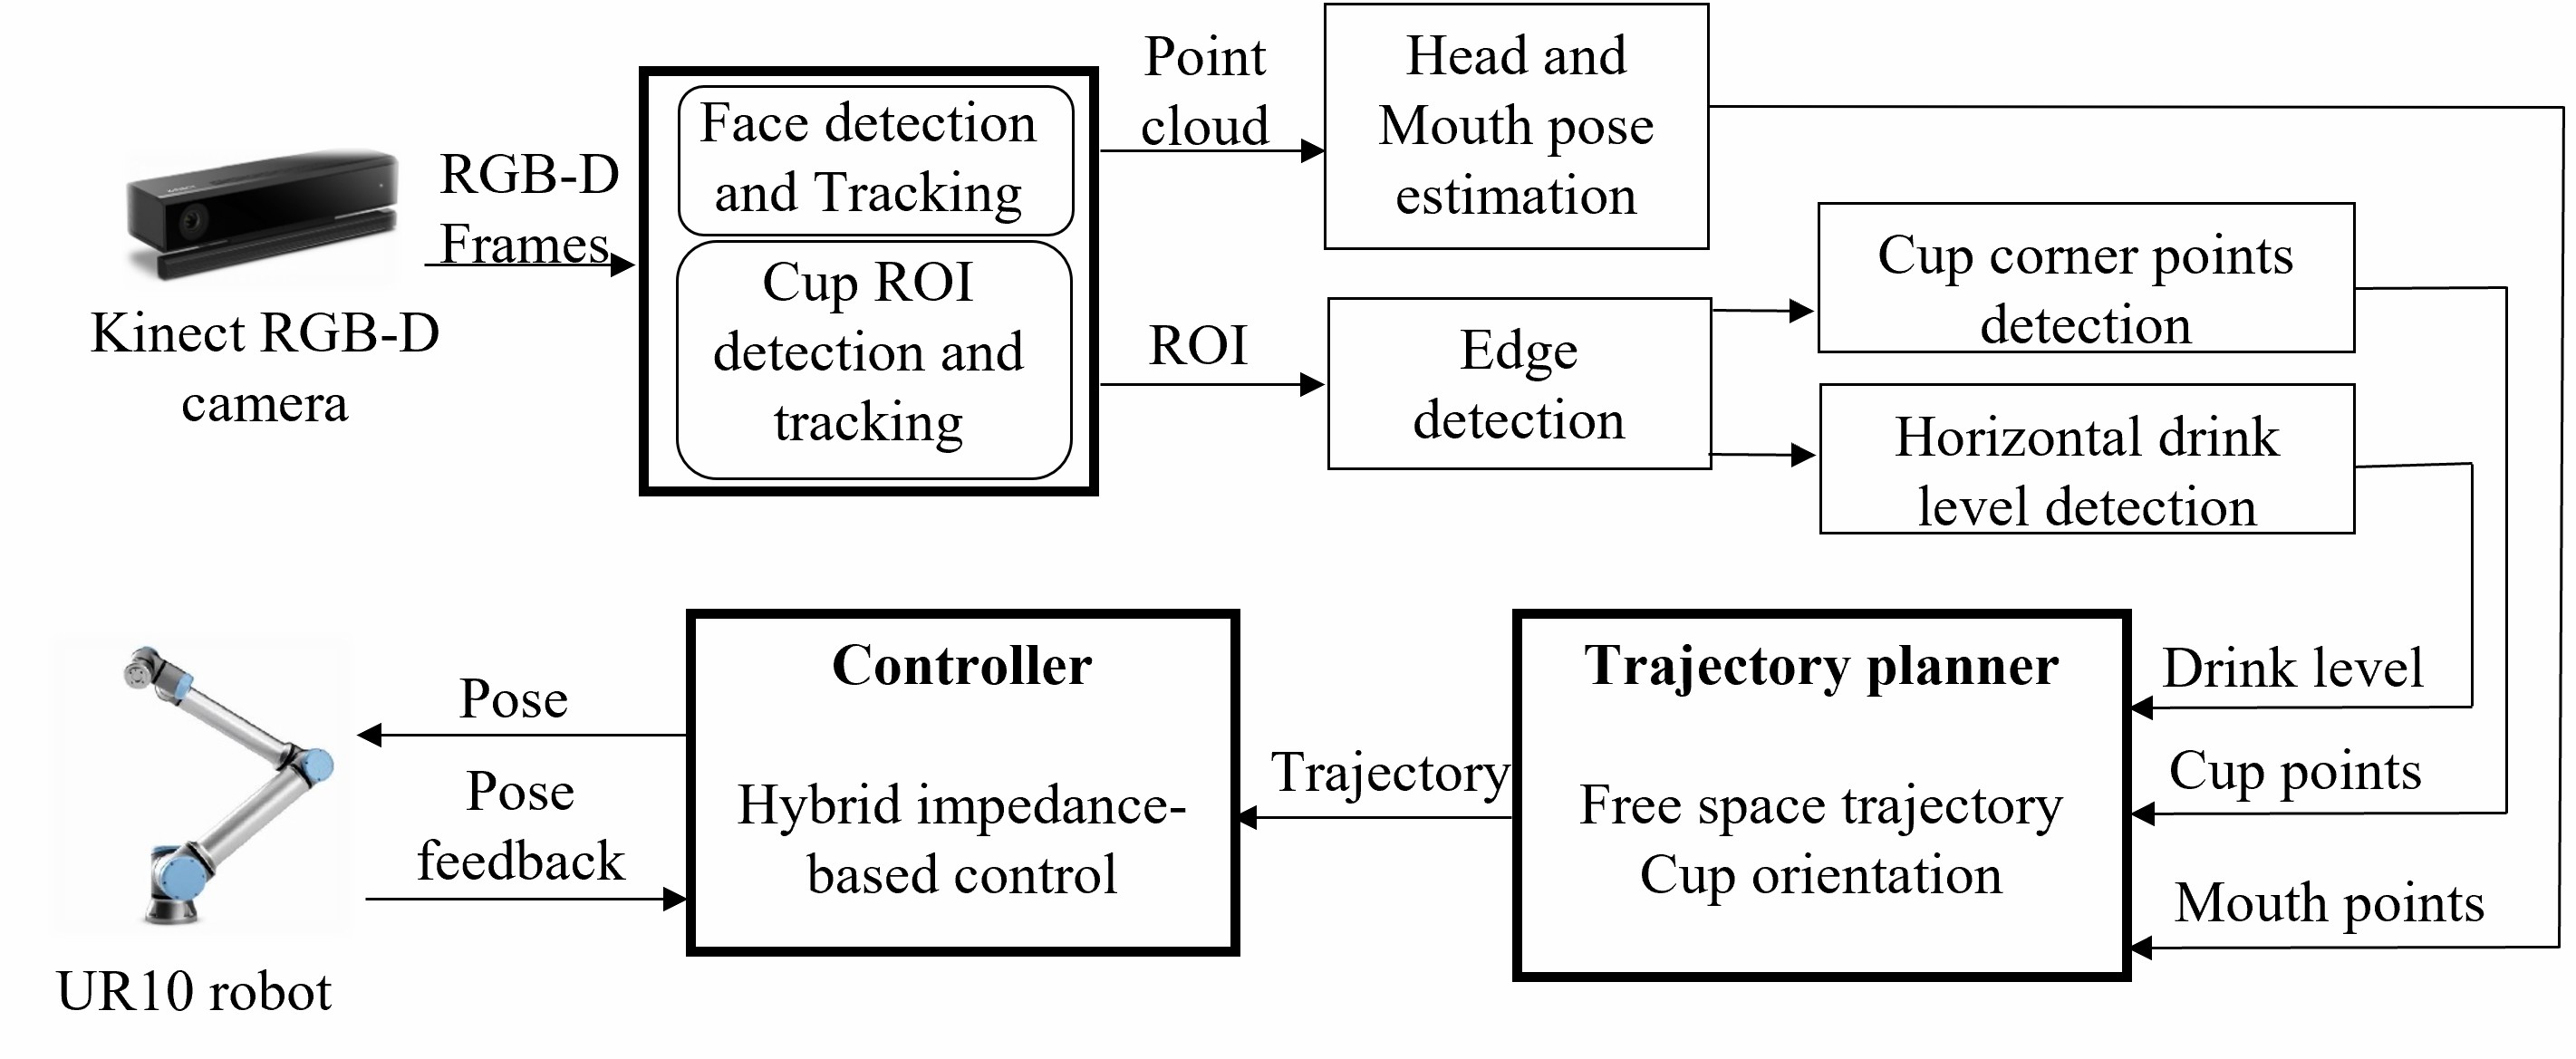 Kinect RGB-D
camera
RGB-D
Frames
Face detection
and Tracking
Cup ROI
detection and
tracking
Point
cloud
ROI
Head and
Mouth pose
estimation
Edge
detection
Cup corner points
detection
Horizontal drink
level detection
Drink level
Cup points
Mouth points
Trajectory planner
Free space trajectory
Cup orientation
Trajectory
Controller
Hybrid impedance-
based control
Pose
Pose
feedback
UR10 robot